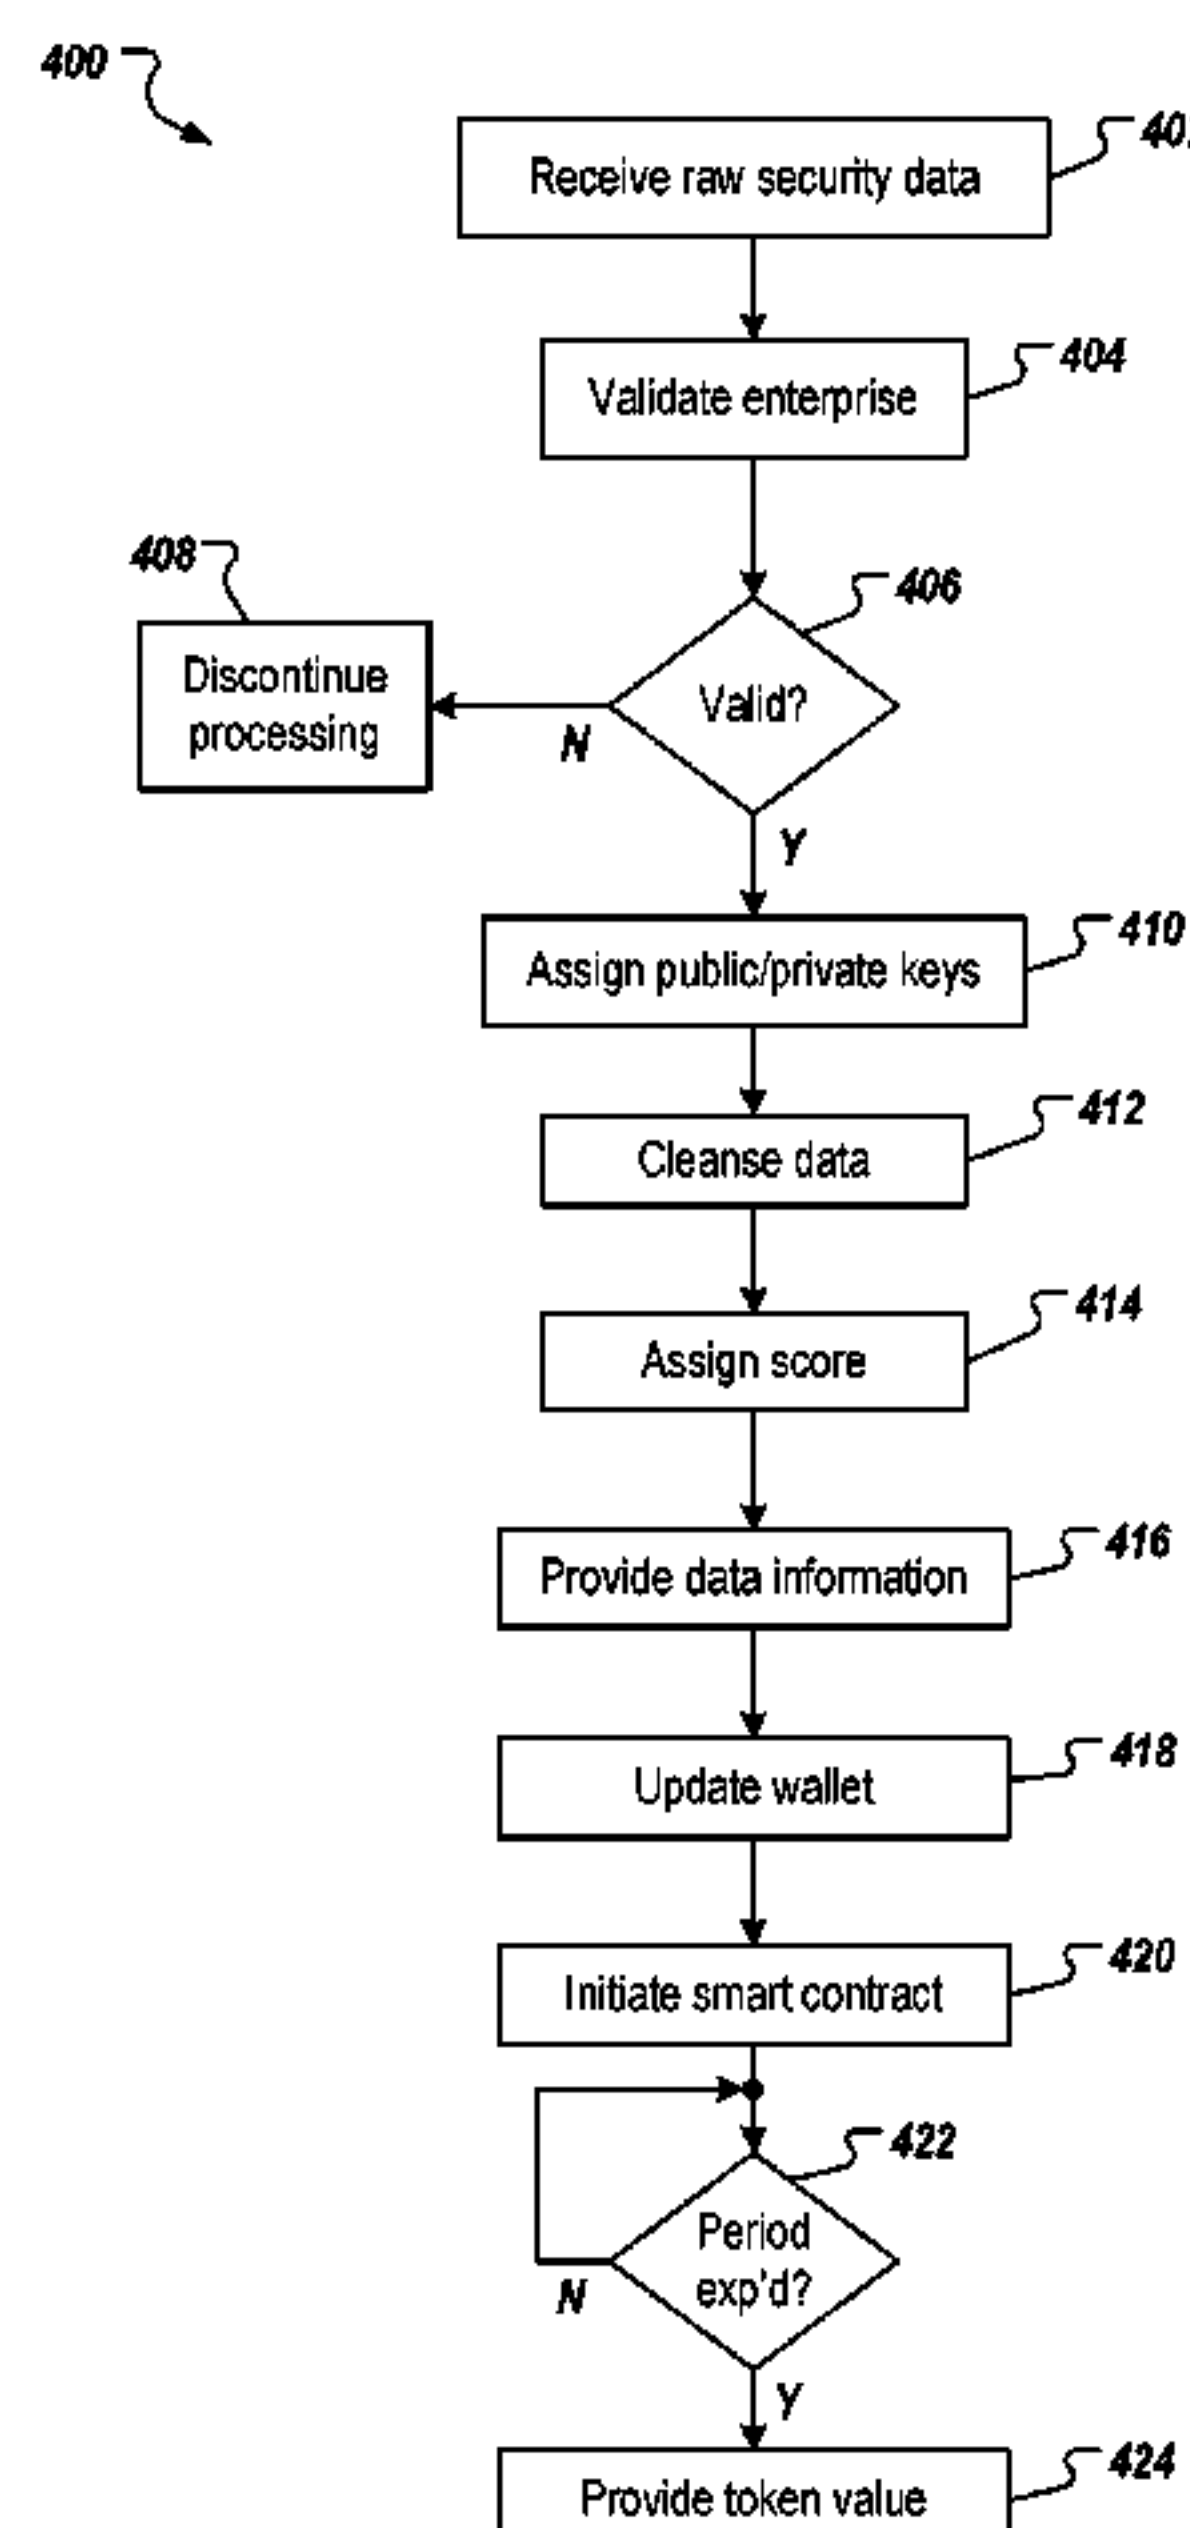 400
Receive raw security data
Validate enterprise
404
408
406
Discontinue
processing
Valid?
N
Y
Assign public/private keys
410
Cleanse data
412
Assign score
414
Provide data information
416
Update wallet
418
Initiate smart contract
420
422
Period
exp'd?
N
Y
Provide token value
424